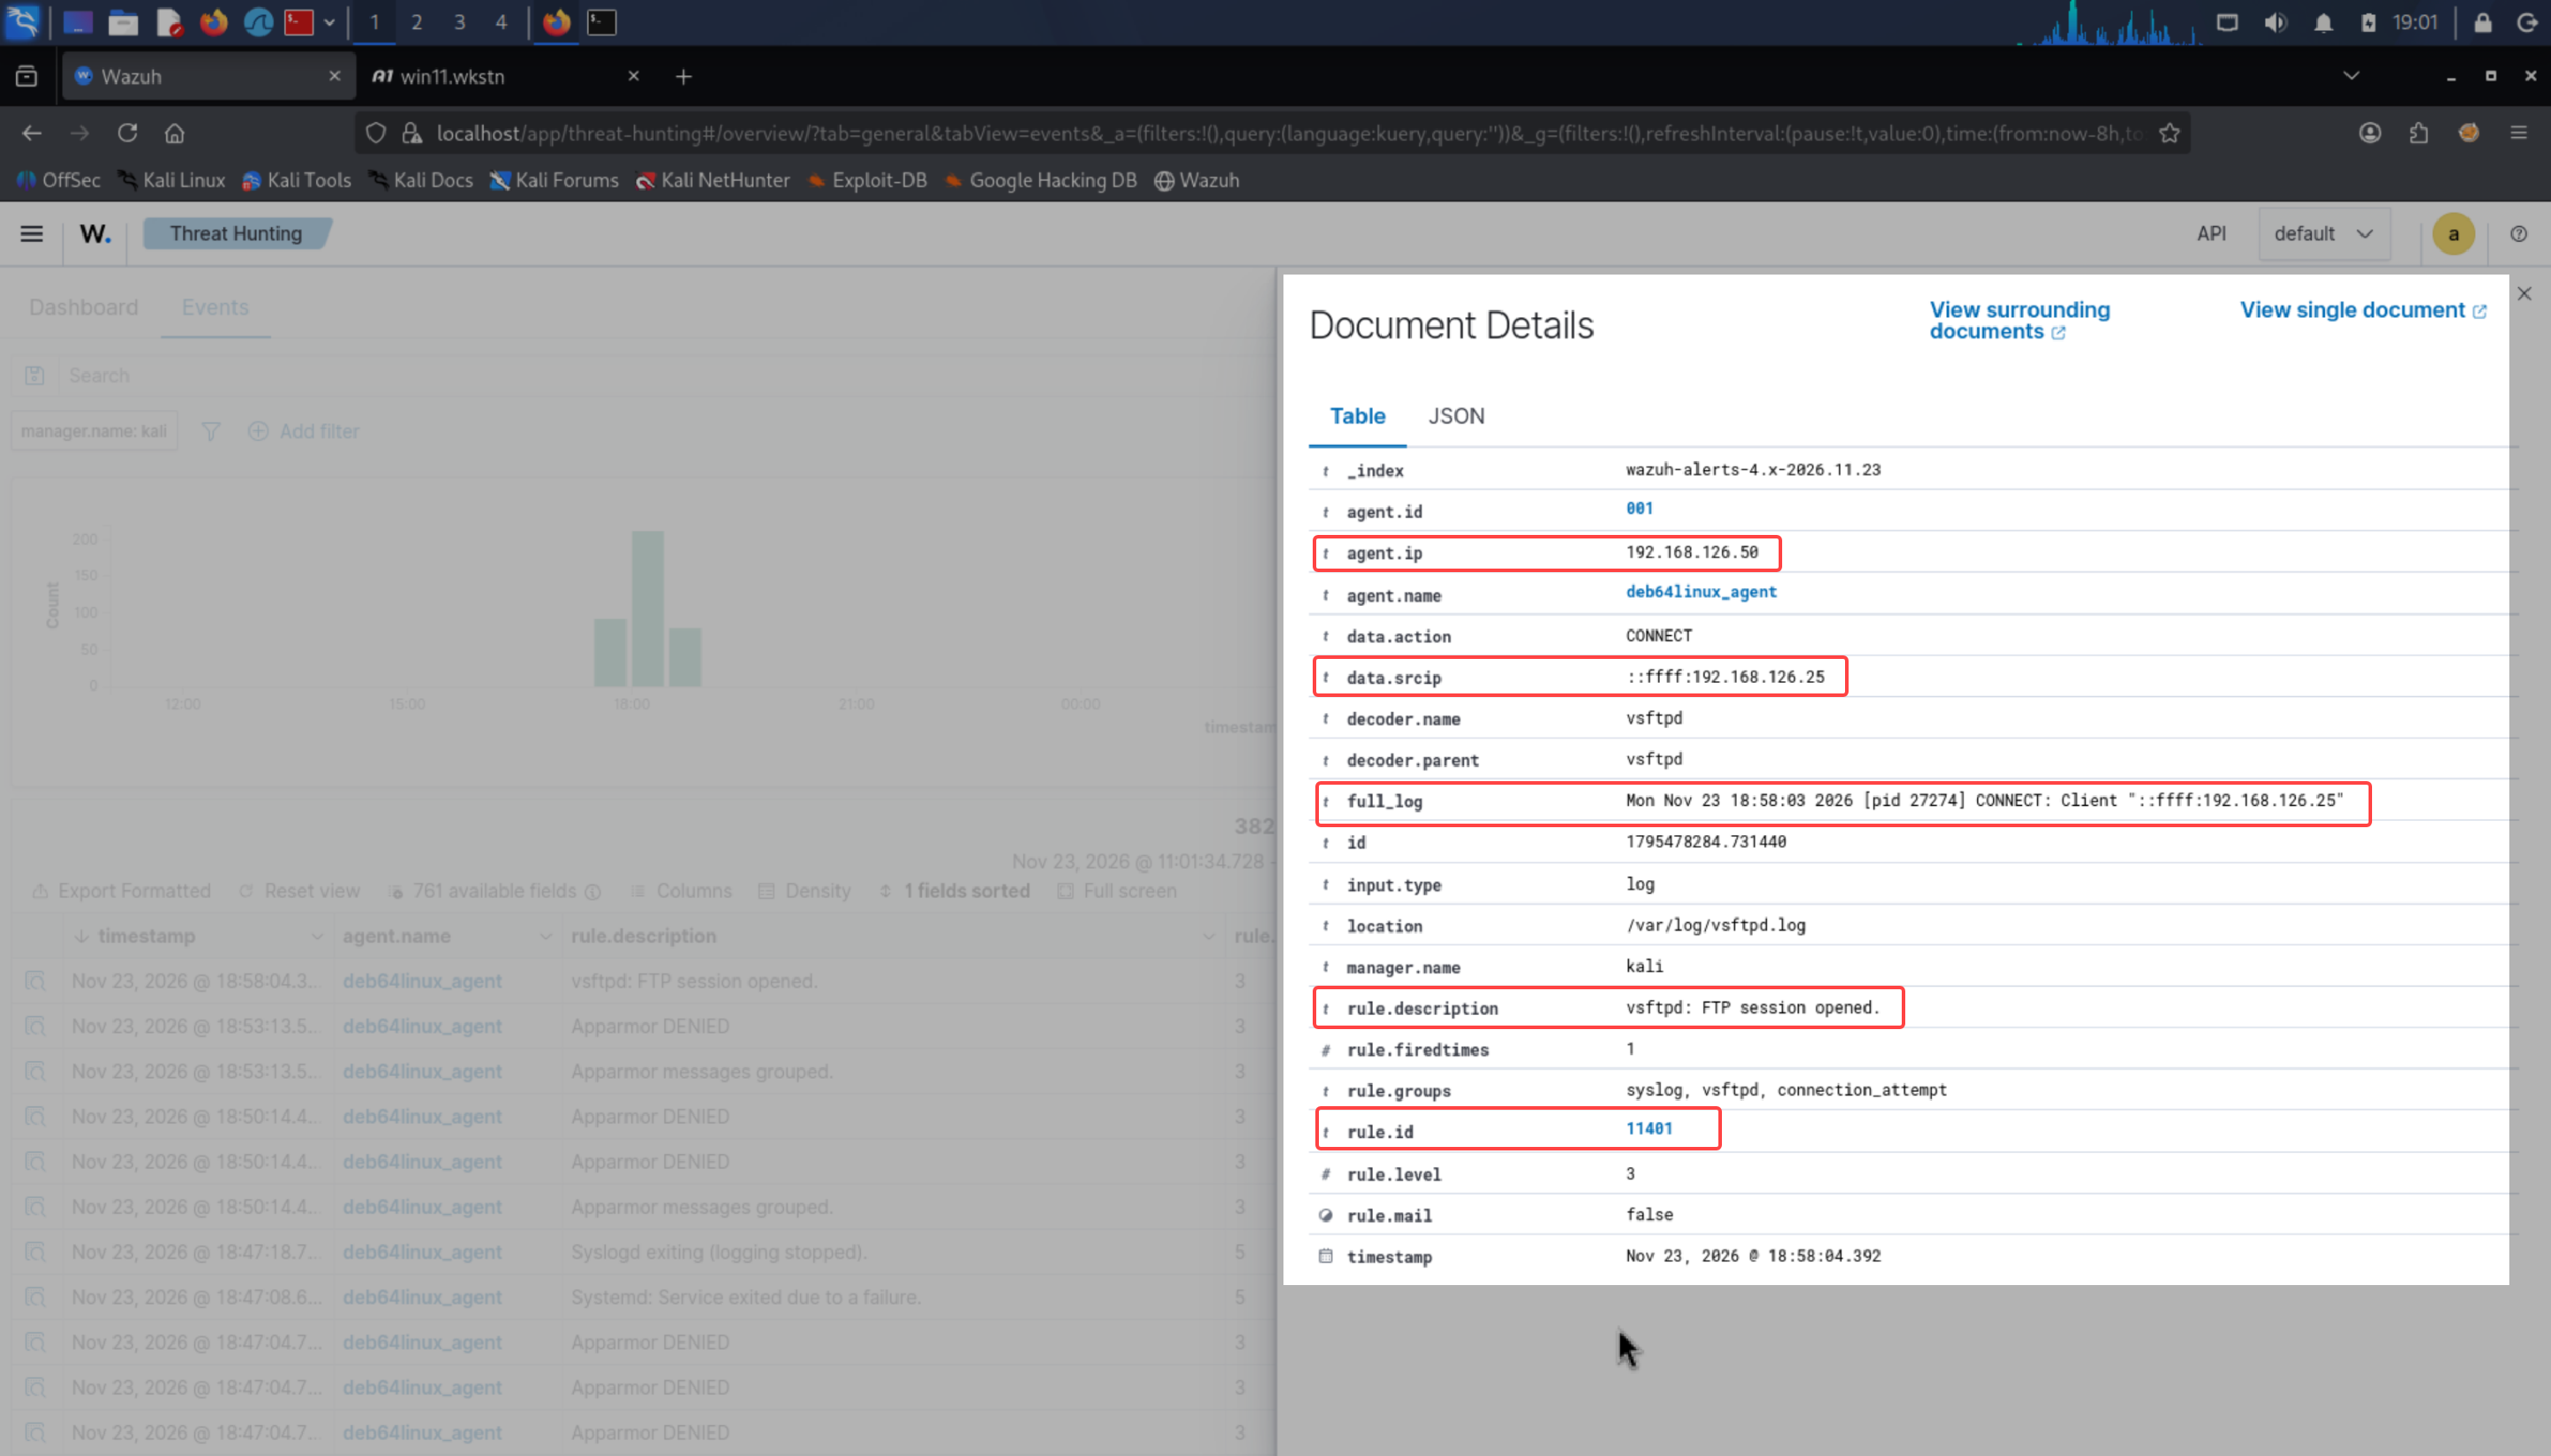 1 2 3 4 19:01
Wazuh win11.wkstn
localhost/app/threat-hunting#/overview/?tab=general&tabView=events&_a=(filters:!(),query:(language:kuery,query:''))&_g=(filters:!(),refreshInterval:(pause:!t,value:0),time:(from:now-8h,to
OffSec Kali Linux Kali Tools Kali Docs Kali Forums Kali NetHunter Exploit-DB Google Hacking DB Wazuh
W. Threat Hunting API default a
Dashboard Events
Search
manager.name: kali Add filter
200
150
100
50
0
Count
12:00 15:00 18:00 21:00 00:00
timestam
382
Nov 23, 2026 @ 11:01:34.728 -
Export Formatted Reset view 761 available fields Columns Density 1 fields sorted Full screen
timestamp agent.name rule.description rule.
Nov 23, 2026 @ 18:58:04.3... deb64linux_agent vsftpd: FTP session opened. 3
Nov 23, 2026 @ 18:53:13.5... deb64linux_agent Apparmor DENIED 3
Nov 23, 2026 @ 18:53:13.5... deb64linux_agent Apparmor messages grouped. 3
Nov 23, 2026 @ 18:50:14.4... deb64linux_agent Apparmor DENIED 3
Nov 23, 2026 @ 18:50:14.4... deb64linux_agent Apparmor DENIED 3
Nov 23, 2026 @ 18:50:14.4... deb64linux_agent Apparmor messages grouped. 3
Nov 23, 2026 @ 18:47:18.7... deb64linux_agent Syslogd exiting (logging stopped). 5
Nov 23, 2026 @ 18:47:08.6... deb64linux_agent Systemd: Service exited due to a failure. 5
Nov 23, 2026 @ 18:47:04.7... deb64linux_agent Apparmor DENIED 3
Nov 23, 2026 @ 18:47:04.7... deb64linux_agent Apparmor DENIED 3
Nov 23, 2026 @ 18:47:04.7... deb64linux_agent Apparmor DENIED 3
Document Details
View surrounding
documents
View single document
Table JSON
t _index wazuh-alerts-4.x-2026.11.23
t agent.id 001
t agent.ip 192.168.126.50
t agent.name deb64linux_agent
t data.action CONNECT
t data.srcip ::ffff:192.168.126.25
t decoder.name vsftpd
t decoder.parent vsftpd
t full_log Mon Nov 23 18:58:03 2026 [pid 27274] CONNECT: Client "::ffff:192.168.126.25"
t id 1795478284.731440
t input.type log
t location /var/log/vsftpd.log
t manager.name kali
t rule.description vsftpd: FTP session opened.
# rule.firedtimes 1
t rule.groups syslog, vsftpd, connection_attempt
t rule.id 11401
# rule.level 3
rule.mail false
timestamp Nov 23, 2026 @ 18:58:04.392